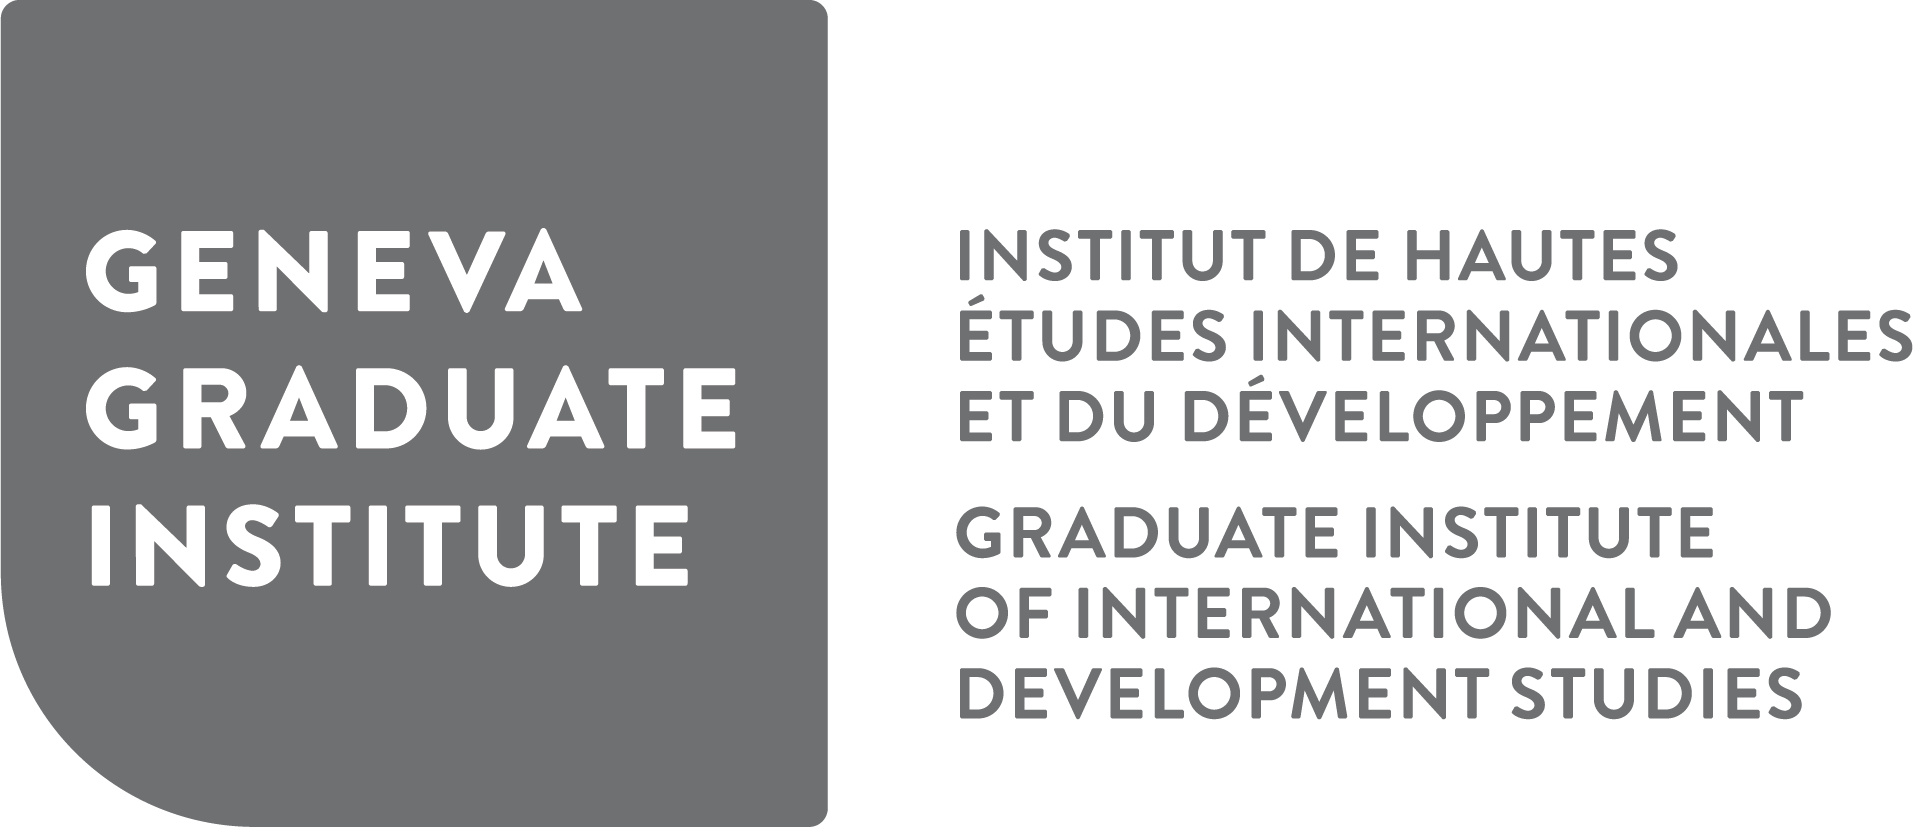 GENEVA
GRADUATE
INSTITUTE
INSTITUT DE HAUTES
ÉTUDES INTERNATIONALES
ET DU DÉVELOPPEMENT
GRADUATE INSTITUTE
OF INTERNATIONAL AND
DEVELOPMENT STUDIES